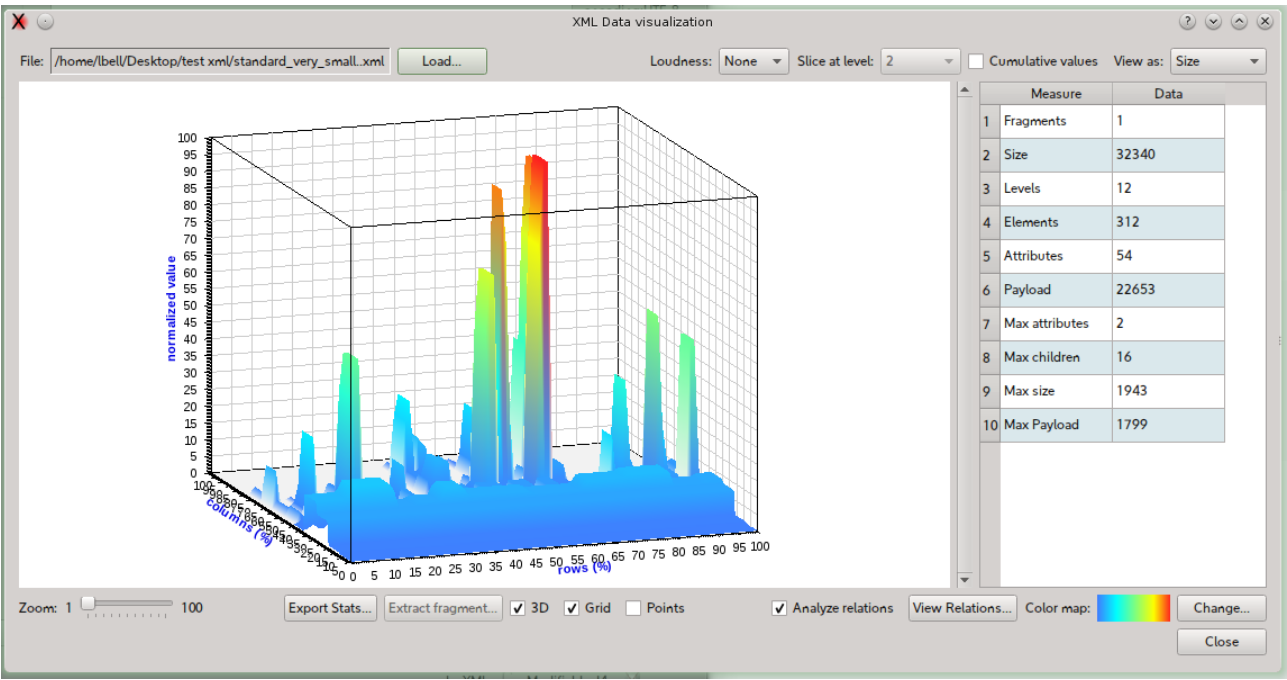 XML Data visualization
File: /home/lbell/Desktop/test xml/standard_very_small..xml Load... Loudness: None Slice at level: 2 Cumulative values View as: Size
Measure Data
1 Fragments 1
2 Size 32340
3 Levels 12
4 Elements 312
5 Attributes 54
6 Payload 22653
7 Max attributes 2
8 Max children 16
9 Max size 1943
10 Max Payload 1799
normalized value
100
95
90
85
80
75
70
65
60
55
50
45
40
35
30
25
20
15
10
5
0
columns (%)
0 5 10 15 20 25 30 35 40 45 50 55 60 65 70 75 80 85 90 95 100
rows (%)
Zoom: 1 100 Export Stats... Extract fragment... 3D Grid Points Analyze relations View Relations... Color map: Change...
Close